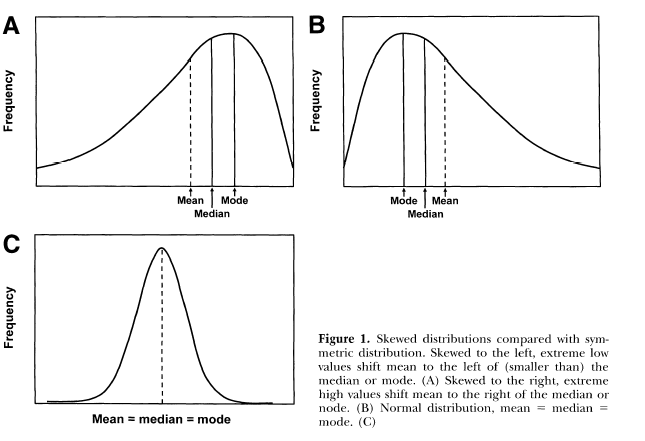 A
Frequency
Mean
Mode
Median
B
Frequency
Mode
Mean
Median
C
Frequency
Mean = median = mode
Figure 1. Skewed distributions compared with sym-
metric distribution. Skewed to the left, extreme low
values shift mean to the left of (smaller than) the
median or mode. (A) Skewed to the right, extreme
high values shift mean to the right of the median or
node. (B) Normal distribution, mean = median =
mode. (C)